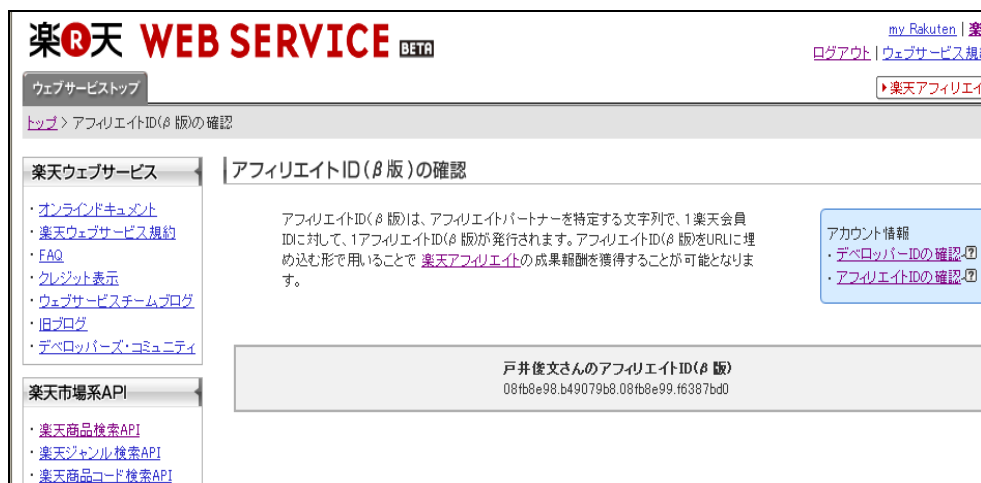 楽R天 WEB SERVICE BETA
my Rakuten | 楽
ログアウト | ウェブサービス規約
ウェブサービストップ
楽天アフィリエイ
トップ > アフィリエイトID(β 版)の確認
楽天ウェブサービス
・オンラインドキュメント
・楽天ウェブサービス規約
・FAQ
・クレジット表示
・ウェブサービスチームブログ
・旧ブログ
・デベロッパーズ・コミュニティ
楽天市場系API
・楽天商品検索API
・楽天ジャンル検索API
・楽天商品コード検索API
アフィリエイトID(β 版)の確認
アフィリエイトID(β 版)は、アフィリエイトパートナーを特定する文字列で、1楽天会員
IDに対して、1アフィリエイトID(β 版)が発行されます。アフィリエイトID(β 版)をURLに埋
め込む形で用いることで 楽天アフィリエイトの成果報酬を獲得することが可能となりま
す。
アカウント情報
・デベロッパーIDの確認 ?
・アフィリエイトIDの確認 ?
戸井俊文さんのアフィリエイトID(β 版)
08fb8e98.b49079b8.08fb8e99.f6387bd0